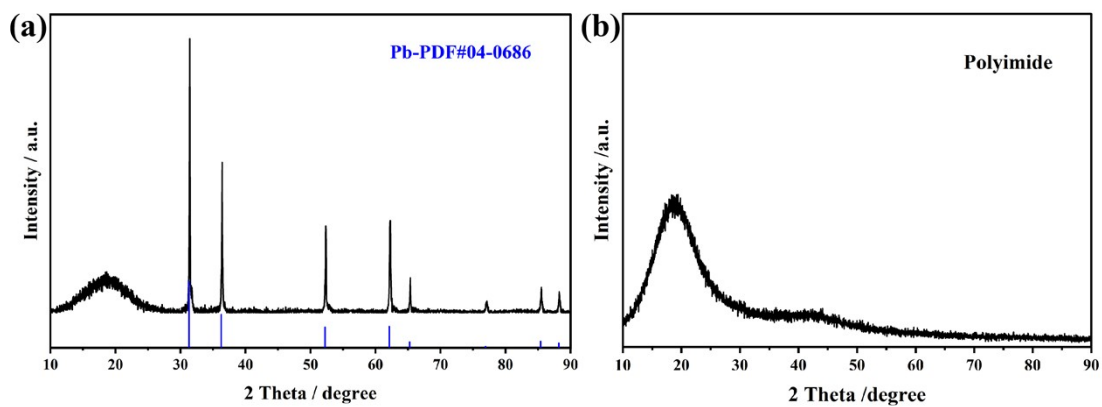 (a)
Pb-PDF#04-0686
Intensity / a.u.
10 20 30 40 50 60 70 80 90
2 Theta / degree
(b)
Polyimide
Intensity /a.u.
10 20 30 40 50 60 70 80 90
2 Theta /degree